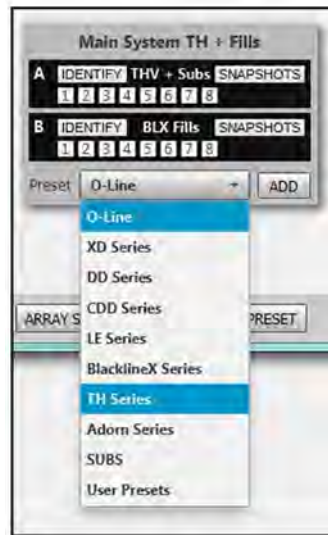 Main System TH + Fills
A IDENTIFY THV + Subs SNAPSHOTS
1 2 3 4 5 6 7 8
B IDENTIFY BLX Fills SNAPSHOTS
1 2 3 4 5 6 7 8
Preset O-Line ADD
O-Line
XD Series
DD Series
CDD Series
ARRAY S PRESET
LE Series
BlacklineX Series
TH Series
Adorn Series
SUBS
User Presets